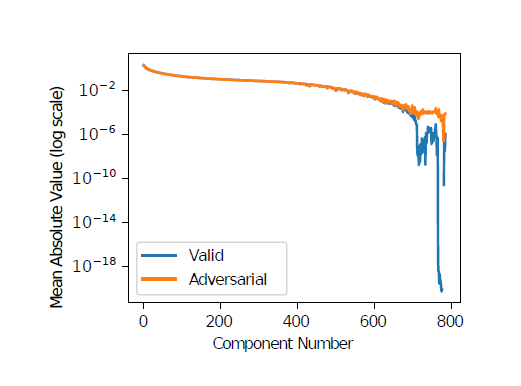 Mean Absolute Value (log scale)
10⁻²
10⁻⁶
10⁻¹⁰
10⁻¹⁴
10⁻¹⁸
Valid
Adversarial
0
200
400
600
800
Component Number